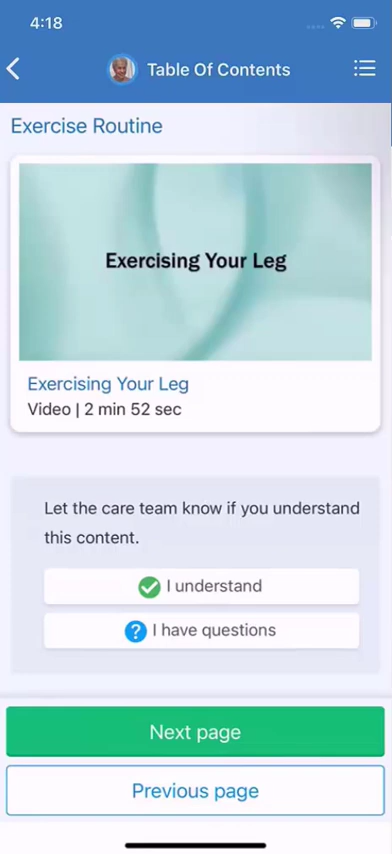 4:18
Table Of Contents
Exercise Routine
Exercising Your Leg
Exercising Your Leg
Video | 2 min 52 sec
Let the care team know if you understand
this content.
I understand
? I have questions
Next page
Previous page